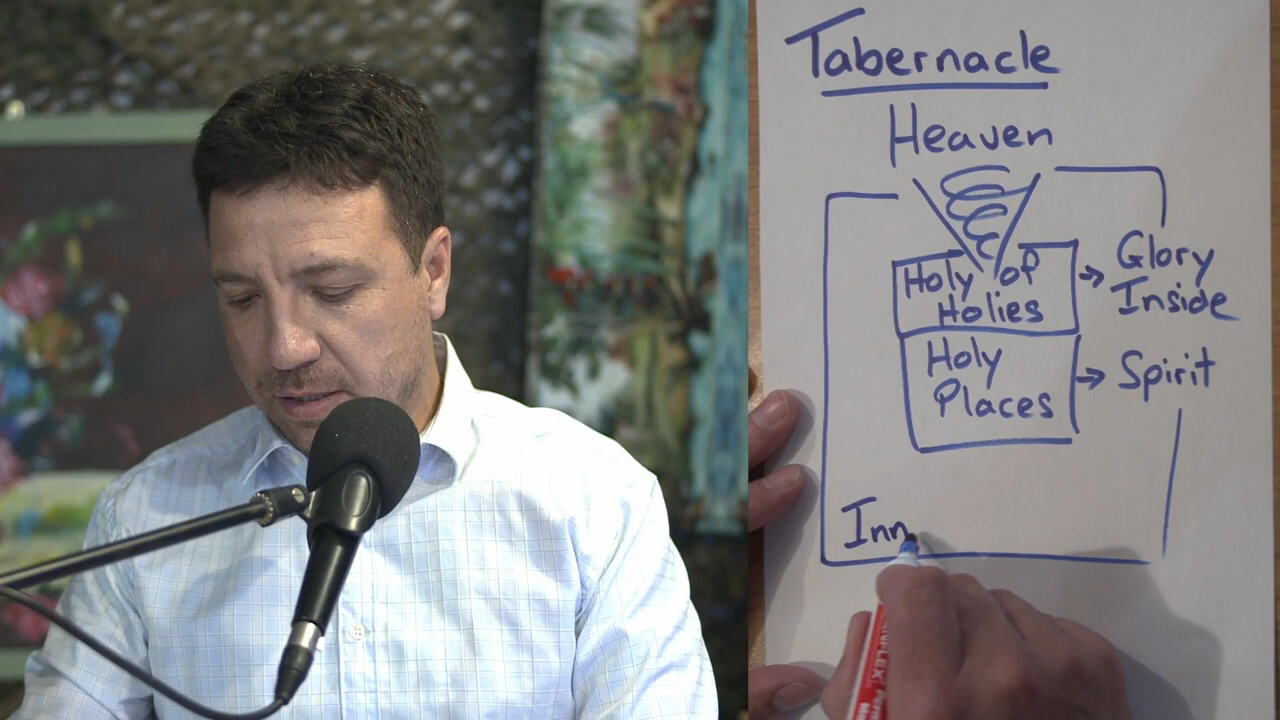 Tabernacle
Heaven
Holy of
Holies
Glory
Inside
Holy
Places
Spirit
Inn